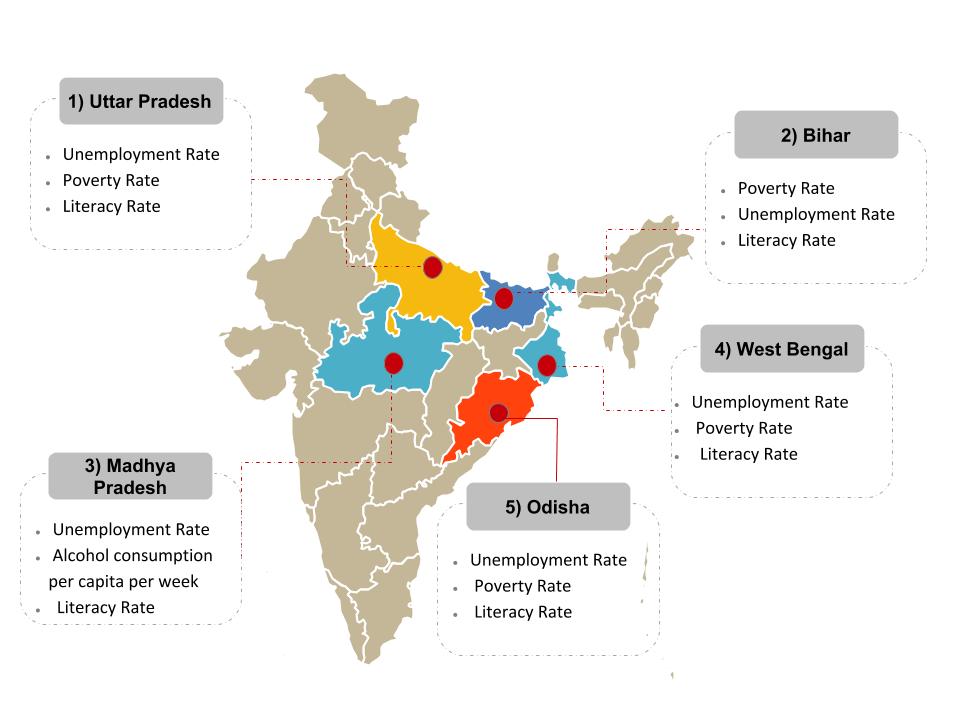 1) Uttar Pradesh
• Unemployment Rate
• Poverty Rate
• Literacy Rate
2) Bihar
• Poverty Rate
• Unemployment Rate
• Literacy Rate
4) West Bengal
• Unemployment Rate
• Poverty Rate
• Literacy Rate
3) Madhya
Pradesh
• Unemployment Rate
• Alcohol consumption
per capita per week
• Literacy Rate
5) Odisha
• Unemployment Rate
• Poverty Rate
• Literacy Rate